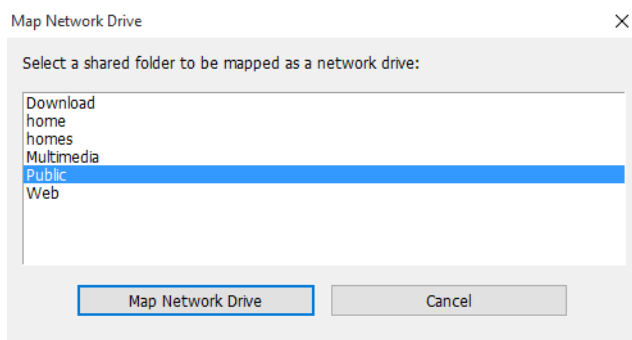 Map Network Drive
Select a shared folder to be mapped as a network drive:
Download
home
homes
Multimedia
Public
Web
Map Network Drive
Cancel